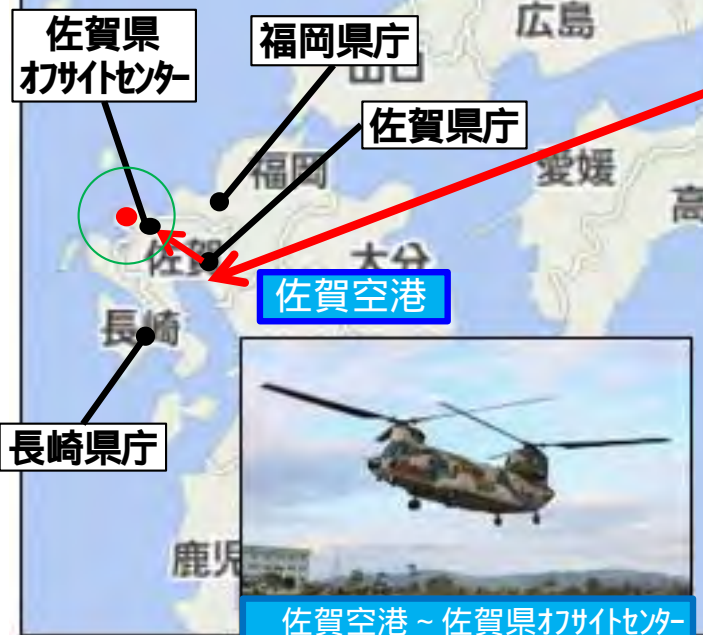 佐賀県
オフサイトセンター
福岡県庁
広島
山口
佐賀県庁
福岡
愛媛
高
佐賀
大分
佐賀空港
長崎
長崎県庁
鹿児
佐賀空港~佐賀県オフサイトセンター